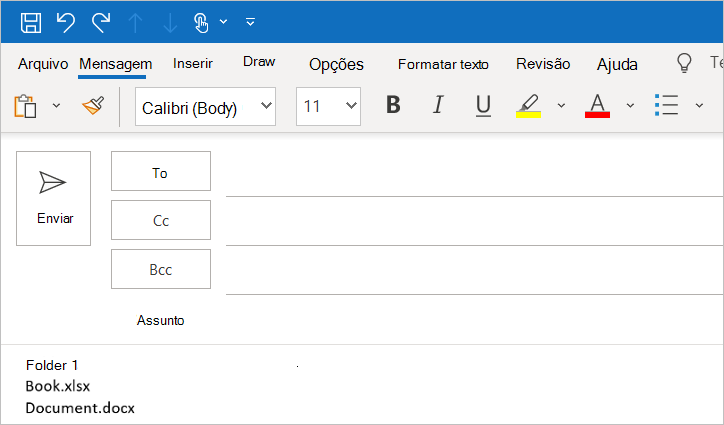 Arquivo Mensagem Inserir Draw Opções Formatar texto Revisão Ajuda
Calibri (Body) 11 B I U A
To
Enviar
Cc
Bcc
Assunto
Folder 1
Book.xlsx
Document.docx